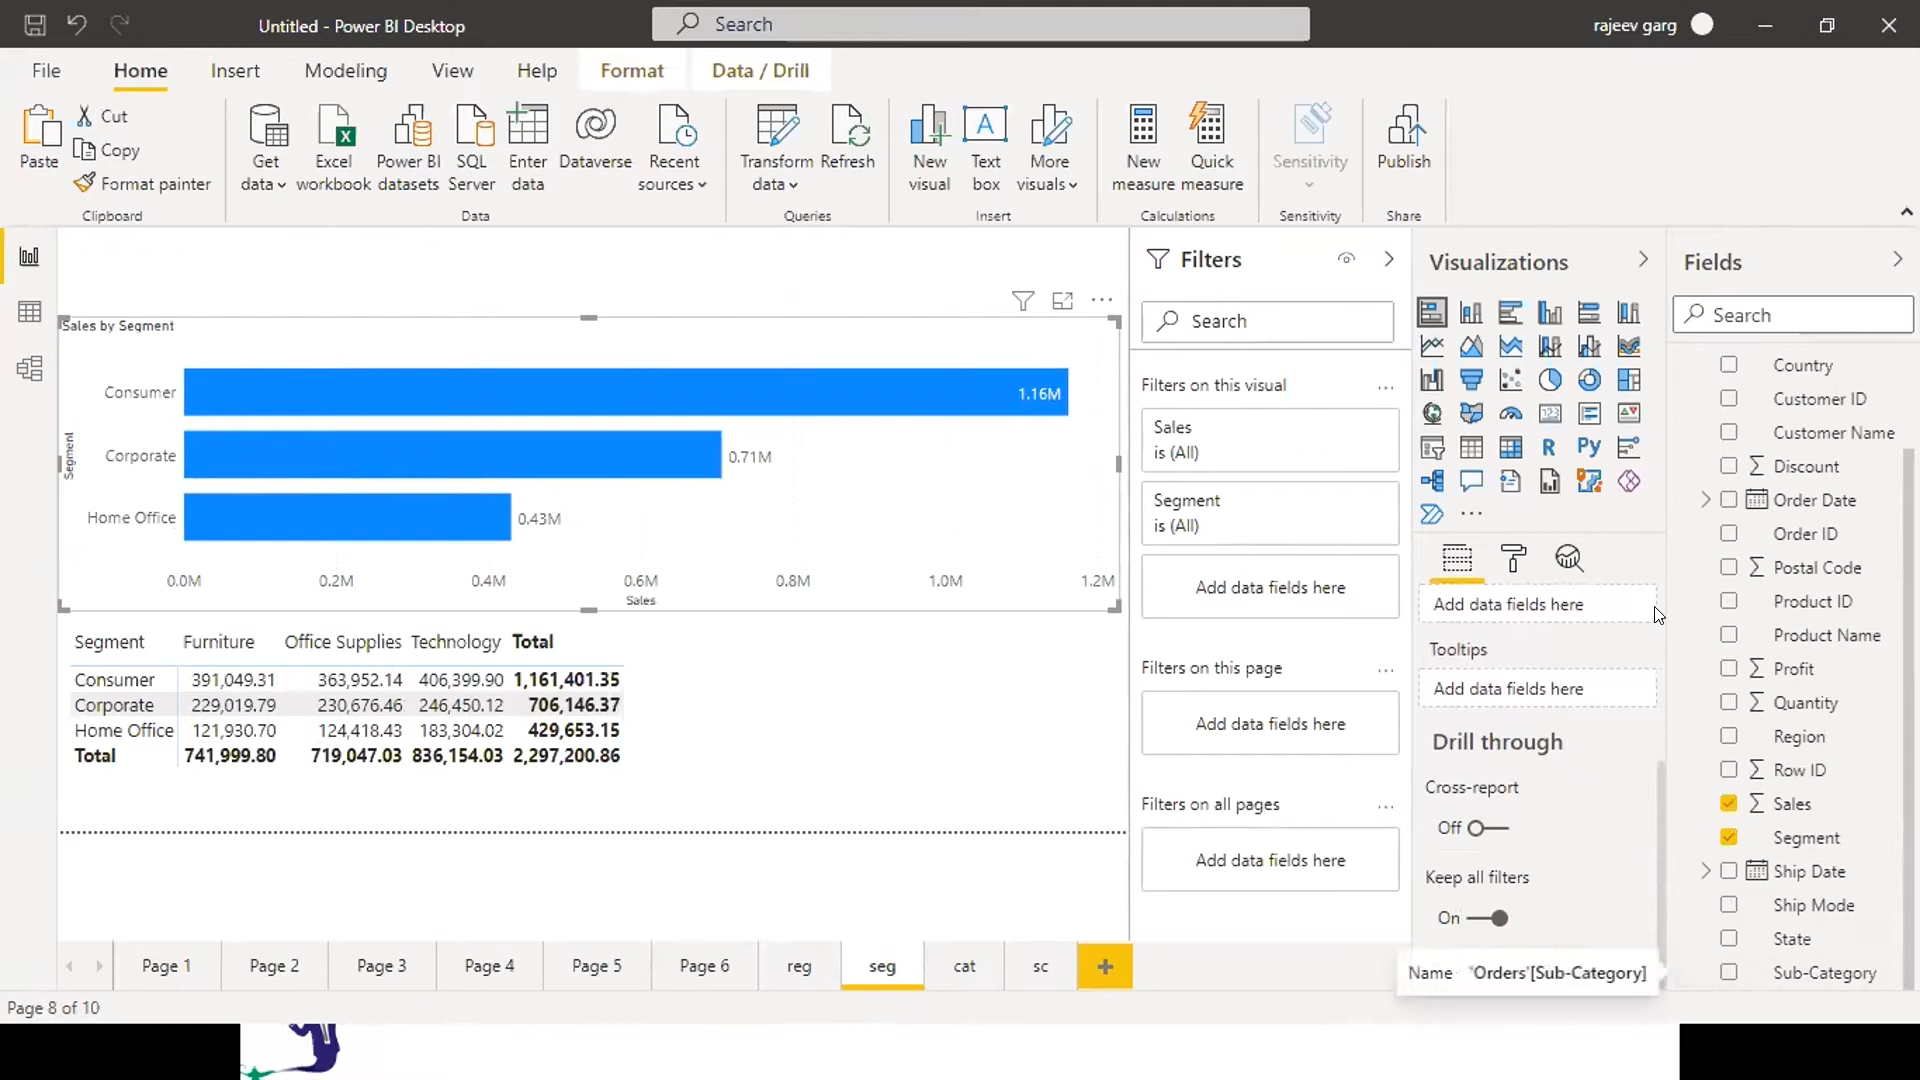 Untitled - Power BI Desktop
Search
rajeev garg
File Home Insert Modeling View Help Format Data / Drill
Paste
Cut
Copy
Format painter
Clipboard
Get data
Excel workbook
Power BI datasets
SQL Server
Enter data
Dataverse
Recent sources
Data
Transform data
Refresh
Queries
New visual
Text box
More visuals
Insert
New measure
Quick measure
Calculations
Sensitivity
Sensitivity
Publish
Share
Sales by Segment
Segment
Consumer 1.16M
Corporate 0.71M
Home Office 0.43M
0.0M 0.2M 0.4M 0.6M 0.8M 1.0M 1.2M
Sales
Segment Furniture Office Supplies Technology Total
Consumer 391,049.31 363,952.14 406,399.90 1,161,401.35
Corporate 229,019.79 230,676.46 246,450.12 706,146.37
Home Office 121,930.70 124,418.43 183,304.02 429,653.15
Total 741,999.80 719,047.03 836,154.03 2,297,200.86
Filters
Search
Filters on this visual
Sales
is (All)
Segment
is (All)
Add data fields here
Filters on this page
Add data fields here
Filters on all pages
Add data fields here
Visualizations
R Py
123
Add data fields here
Tooltips
Add data fields here
Drill through
Cross-report
Off
Keep all filters
On
Name 'Orders'[Sub-Category]
Fields
Search
Country
Customer ID
Customer Name
Discount
Order Date
Order ID
Postal Code
Product ID
Product Name
Profit
Quantity
Region
Row ID
Sales
Segment
Ship Date
Ship Mode
State
Sub-Category
Page 1 Page 2 Page 3 Page 4 Page 5 Page 6 reg seg cat sc
Page 8 of 10